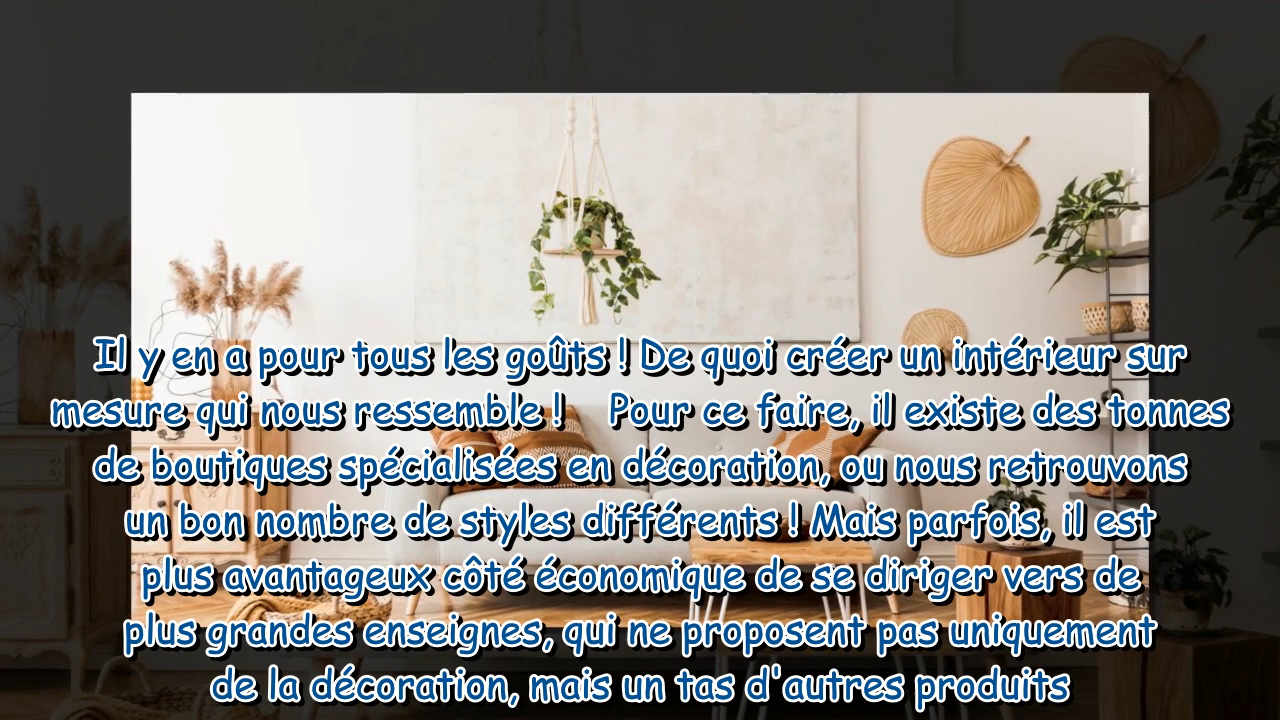 Il y en a pour tous les goûts ! De quoi créer un intérieur sur
mesure qui nous ressemble !    Pour ce faire, il existe des tonnes
de boutiques spécialisées en décoration, ou nous retrouvons
un bon nombre de styles différents ! Mais parfois, il est
plus avantageux côté économique de se diriger vers de
plus grandes enseignes, qui ne proposent pas uniquement
de la décoration, mais un tas d'autres produits